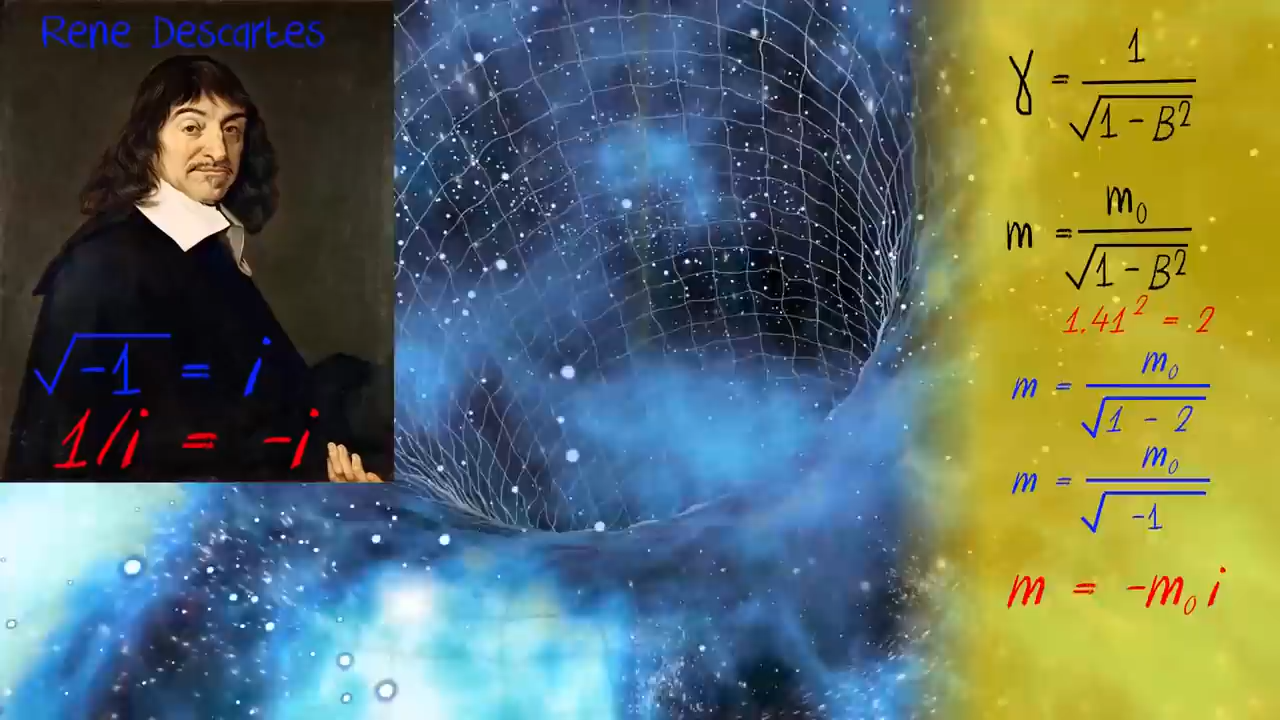 Rene Descartes
√-1 = i
1/i = -i
γ = 1/√(1 - B²)
m = m₀/√(1 - B²)
1.41² = 2
m = m₀/√(1 - 2)
m = m₀/√(-1)
m = -m₀i